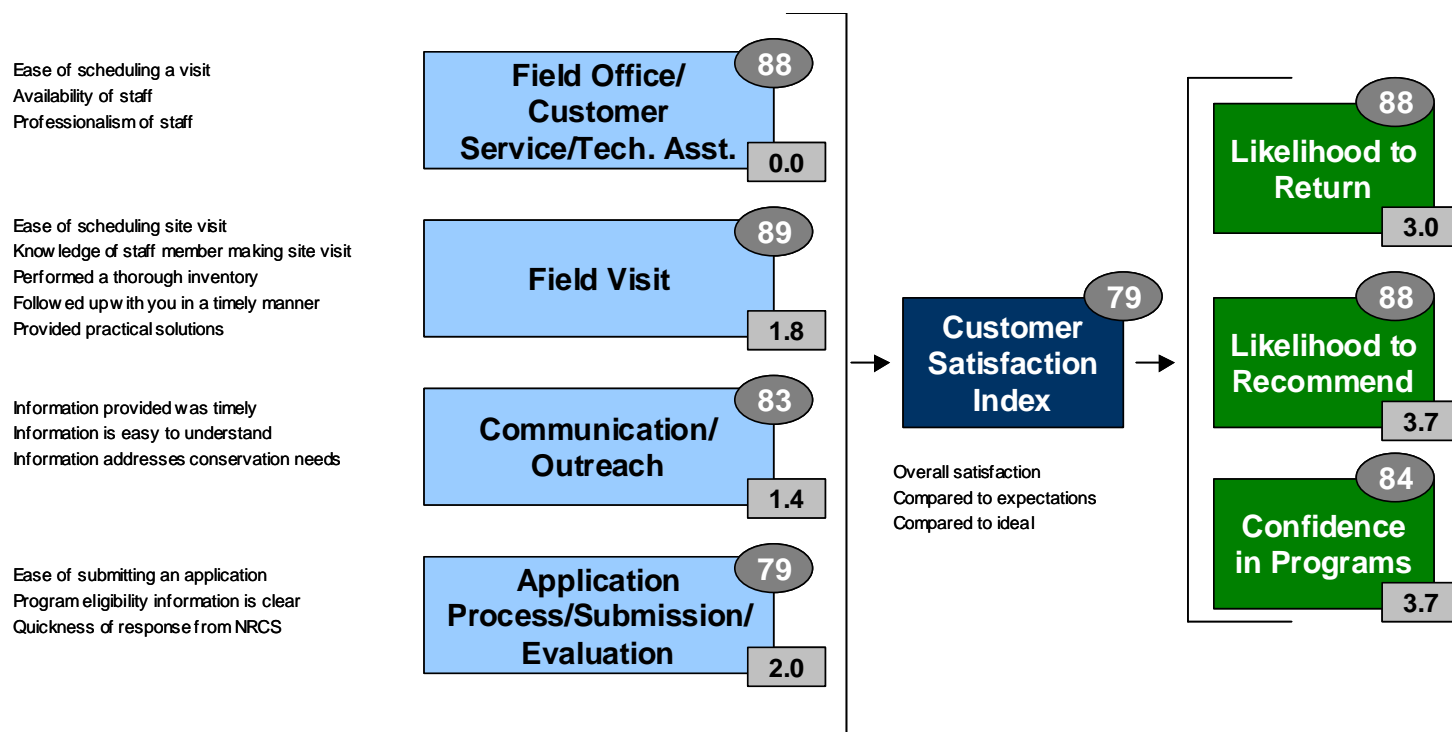 Ease of scheduling a visit
Availability of staff
Professionalism of staff
88
Field Office/
Customer
Service/Tech. Asst.
0.0
Ease of scheduling site visit
Knowledge of staff member making site visit
Performed a thorough inventory
Followed up with you in a timely manner
Provided practical solutions
89
Field Visit
1.8
Information provided was timely
Information is easy to understand
Information addresses conservation needs
83
Communication/
Outreach
1.4
Ease of submitting an application
Program eligibility information is clear
Quickness of response from NRCS
79
Application
Process/Submission/
Evaluation
2.0
79
Customer
Satisfaction
Index
Overall satisfaction
Compared to expectations
Compared to ideal
88
Likelihood to
Return
3.0
88
Likelihood to
Recommend
3.7
84
Confidence
in Programs
3.7